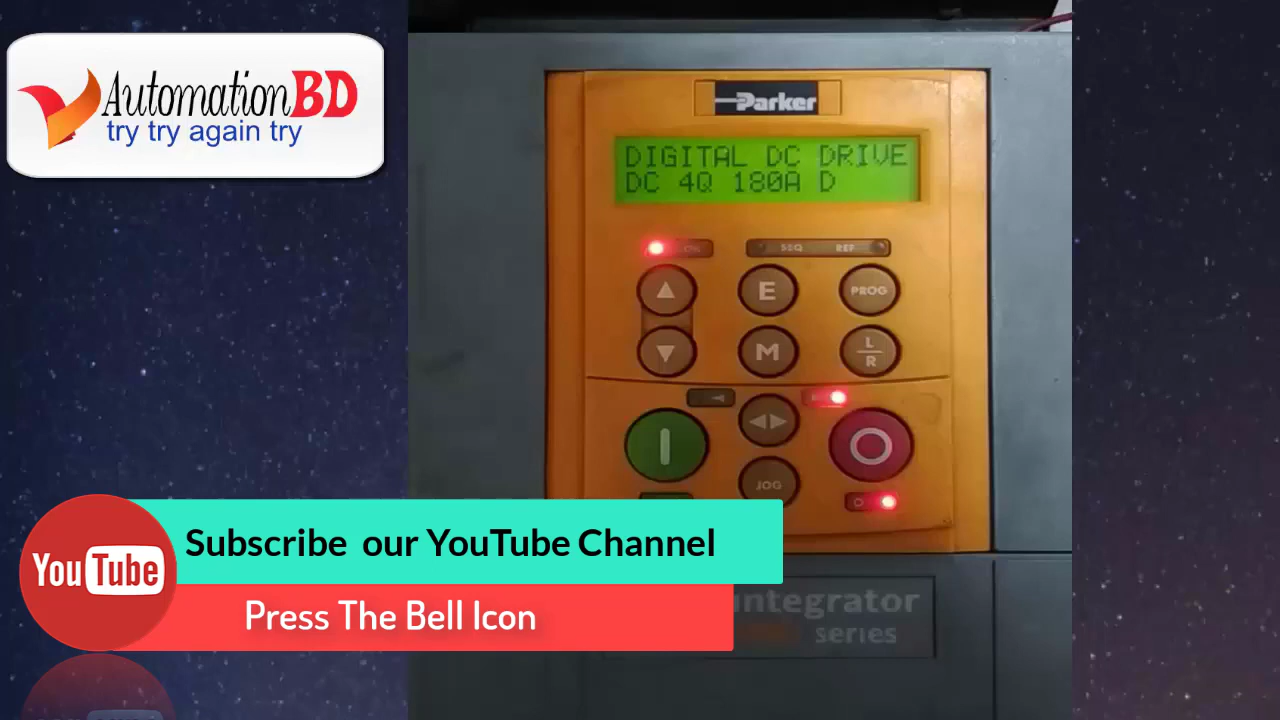 AutomationBD
try try again try
Parker
DIGITAL DC DRIVE
DC 4Q 180A D
SEQ REF
E
PROG
M
L
R
JOG
Subscribe our YouTube Channel
YouTube
Press The Bell Icon
integrator
series